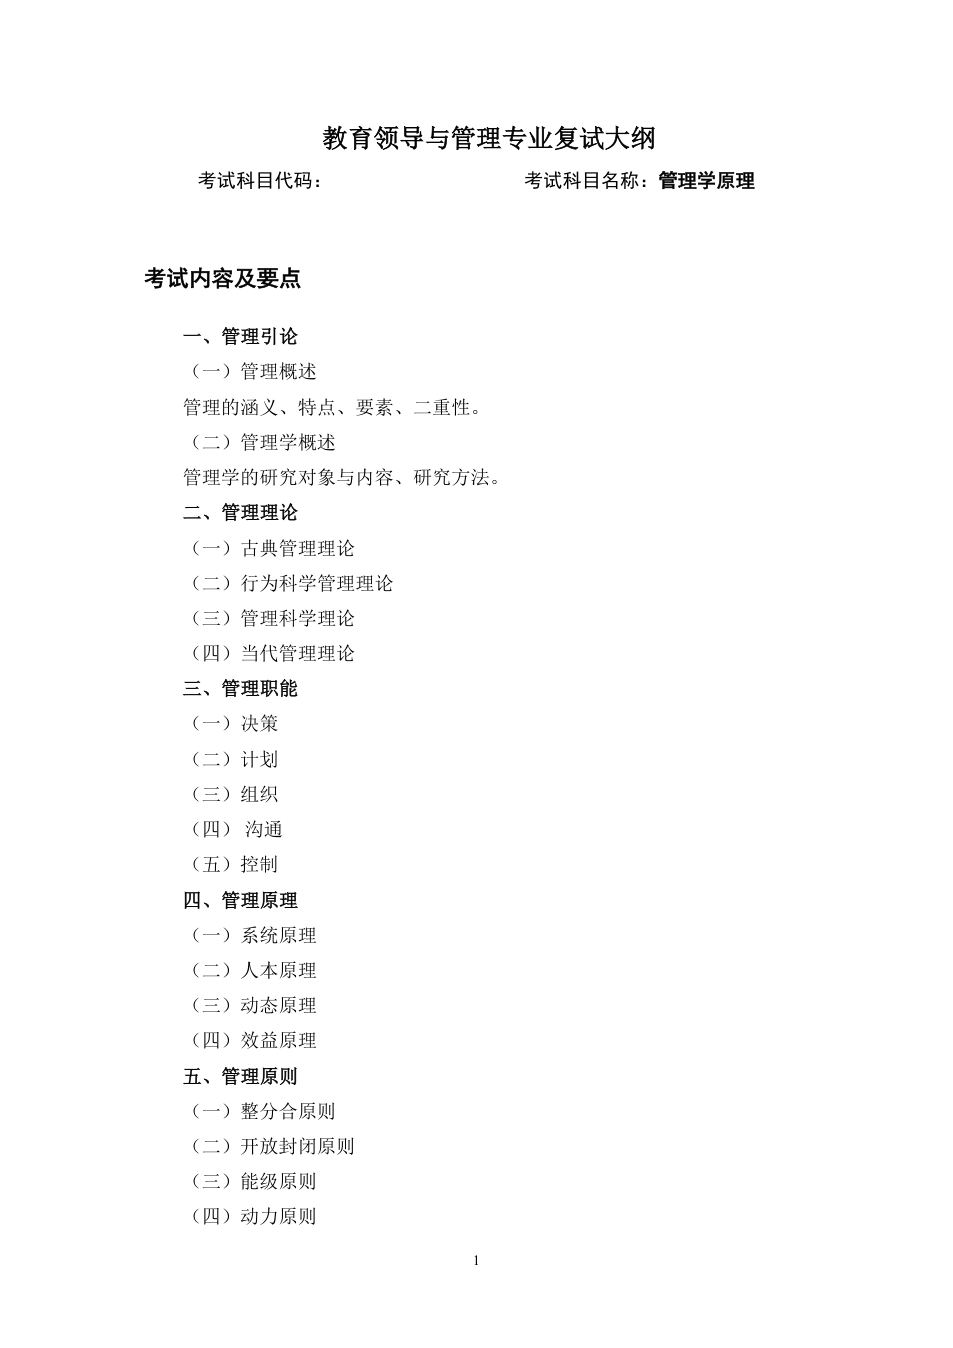 教育领导与管理专业复试大纲
考试科目代码： 考试科目名称：管理学原理
考试内容及要点
一、管理引论
（一）管理概述
管理的涵义、特点、要素、二重性。
（二）管理学概述
管理学的研究对象与内容、研究方法。
二、管理理论
（一）古典管理理论
（二）行为科学管理理论
（三）管理科学理论
（四）当代管理理论
三、管理职能
（一）决策
（二）计划
（三）组织
（四） 沟通
（五）控制
四、管理原理
（一）系统原理
（二）人本原理
（三）动态原理
（四）效益原理
五、管理原则
（一）整分合原则
（二）开放封闭原则
（三）能级原则
（四）动力原则
1